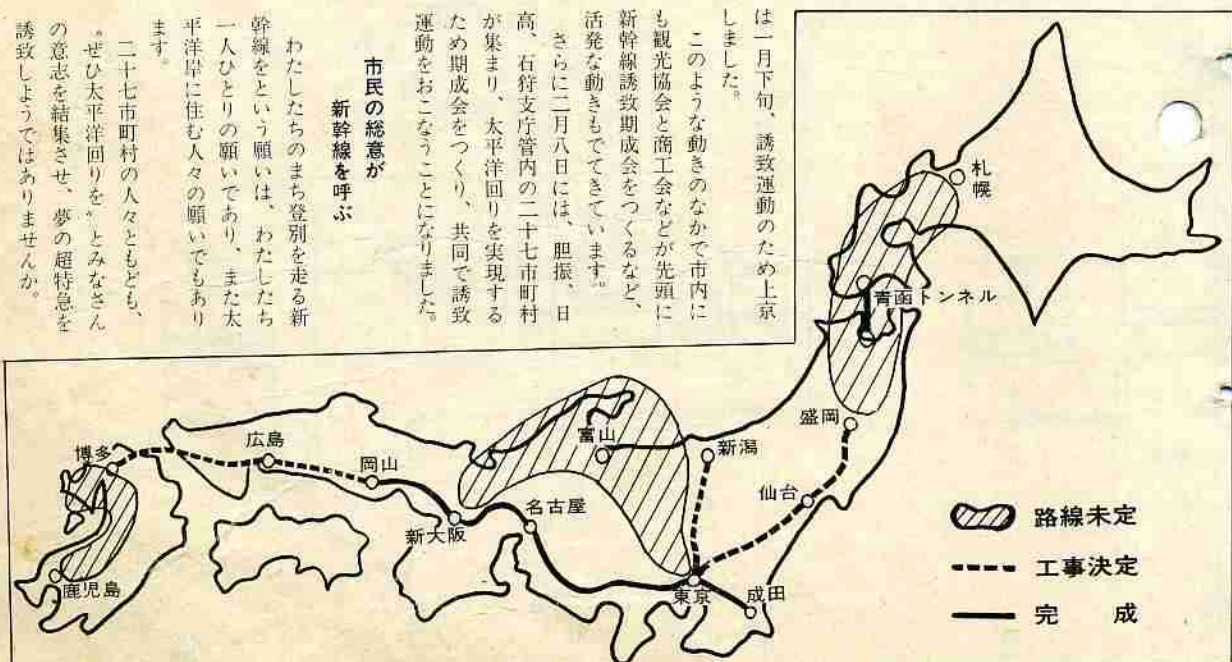 は一月下旬、誘致運動のため上京
しました。
このような動きのなかで市内に
も観光協会と商工会などが先頭に
新幹線誘致期成会をつくるなど、
活発な動きもでてきています。
さらに二月八日には、胆振、日
高、石狩支庁管内の二十七市町村
が集まり、太平洋回りを実現する
ため期成会をつくり、共同で誘致
運動をおこなうことになりました。
市民の総意が
新幹線を呼ぶ
わたしたちのまち登別を走る新
幹線をという願いは、わたしたち
一人ひとりの願いであり、また太
平洋岸に住む人々の願いでもあり
ます。
二十七市町村の人々ともども、
〝ぜひ太平洋回りを〟とみなさん
の意志を結集させ、夢の超特急を
誘致しようではありませんか。
札幌
青函トンネル
盛岡
仙台
新潟
富山
東京
成田
名古屋
新大阪
岡山
広島
博多
鹿児島
路線未定
工事決定
完 成